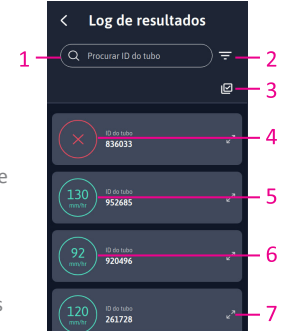 Log de resultados
1
Procurar ID do tubo
2
3
ID do tubo
836033
4
e
130
mm/hr
ID do tubo
952685
5
92
mm/hr
ID do tubo
920496
6
s
120
mm/hr
ID do tubo
261728
7